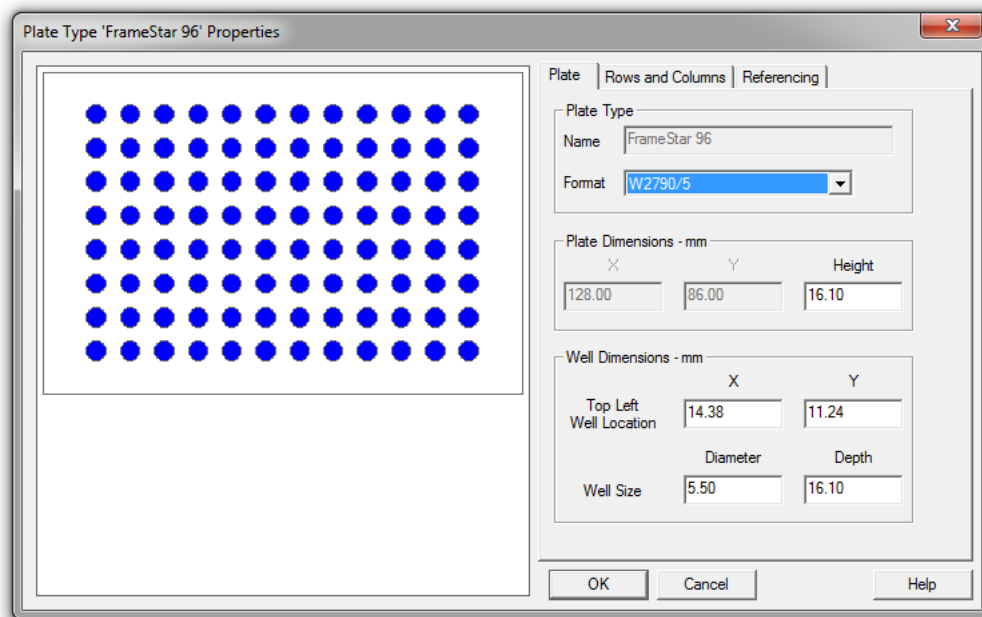 Plate Type 'FrameStar 96' Properties
Plate
Rows and Columns
Referencing
Plate Type
Name FrameStar 96
Format W2790/5
Plate Dimensions - mm
X Y Height
128.00 86.00 16.10
Well Dimensions - mm
X Y
Top Left
Well Location
14.38 11.24
Diameter Depth
Well Size 5.50 16.10
OK Cancel Help